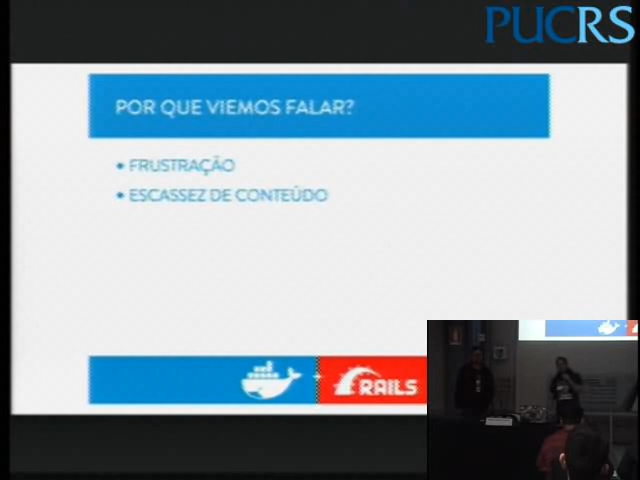 PUCRS
POR QUE VIEMOS FALAR?
• FRUSTRAÇÃO
• ESCASSEZ DE CONTEÚDO
+
RAILS